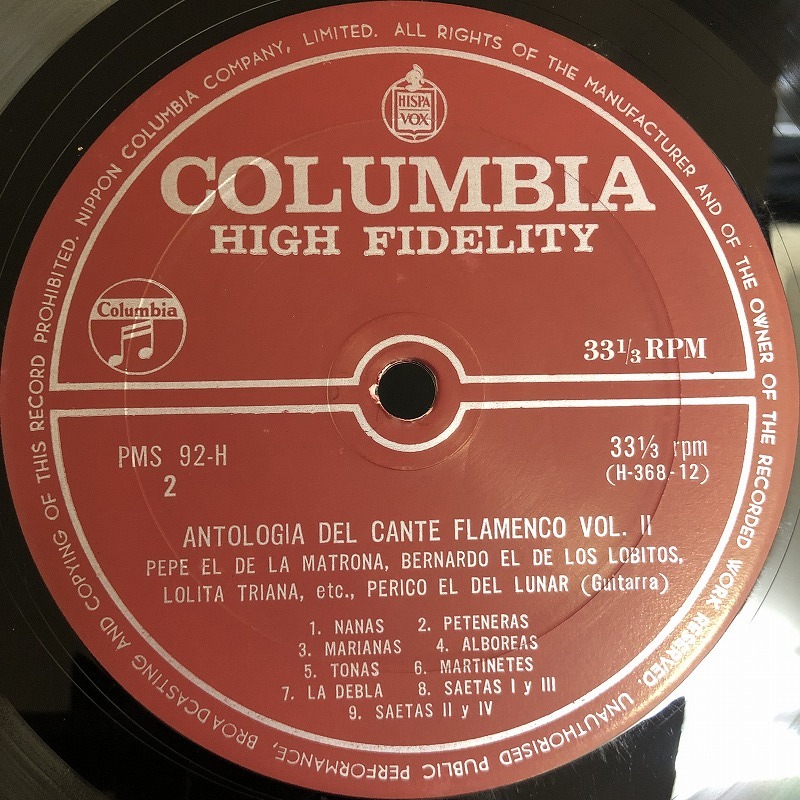 NIPPON COLUMBIA COMPANY, LIMITED. ALL RIGHTS OF THE MANUFACTURER AND OF THE OWNER OF THE RECORDED WORK RESERVED. UNAUTHORISED PUBLIC PERFORMANCE, BROADCASTING AND COPYING OF THIS RECORD PROHIBITED.
HISPA
VOX
COLUMBIA
HIGH FIDELITY
Columbia
33⅓ RPM
PMS 92-H
33⅓ rpm
2
(H-368-12)
ANTOLOGIA DEL CANTE FLAMENCO VOL. II
PEPE EL DE LA MATRONA, BERNARDO EL DE LOS LOBITOS,
LOLITA TRIANA, etc., PERICO EL DEL LUNAR (Guitarra)
1. NANAS 2. PETENERAS
3. MARIANAS 4. ALBOREAS
5. TONAS 6. MARTINETES
7. LA DEBLA 8. SAETAS I y III
9. SAETAS II y IV